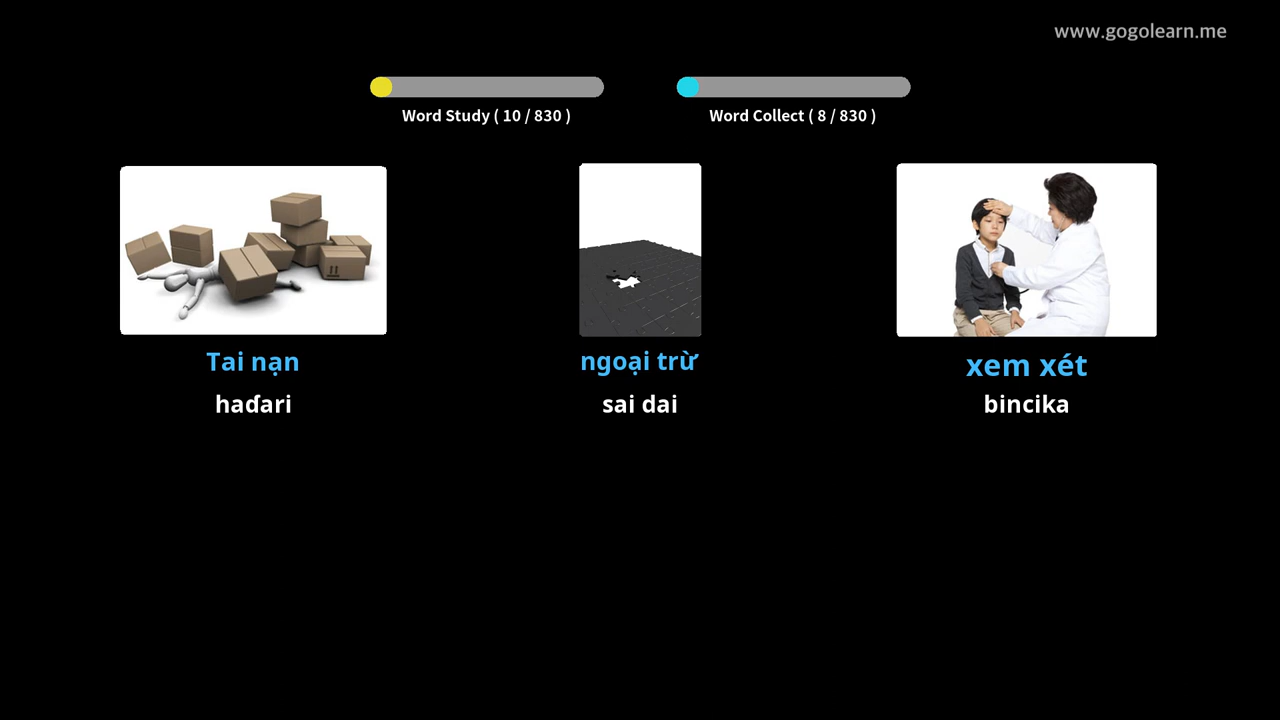 www.gogolearn.me
Word Study ( 10 / 830 )
Word Collect ( 8 / 830 )
Tai nạn
ngoại trừ
xem xét
haɗari
sai dai
bincika